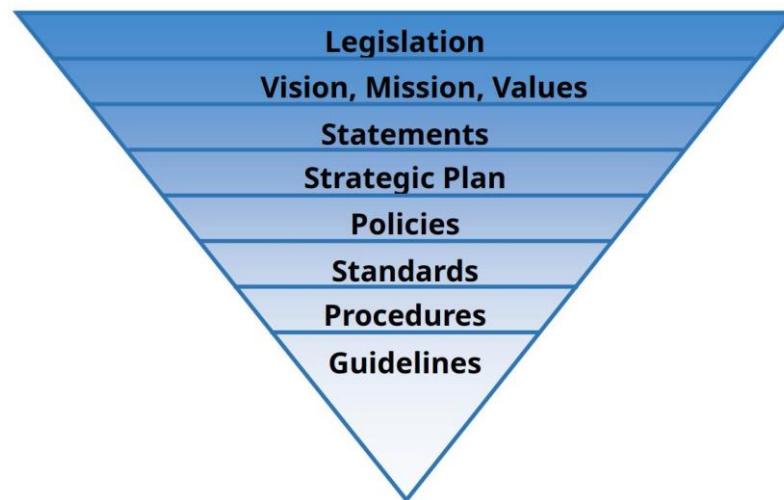 Legislation
Vision, Mission, Values
Statements
Strategic Plan
Policies
Standards
Procedures
Guidelines